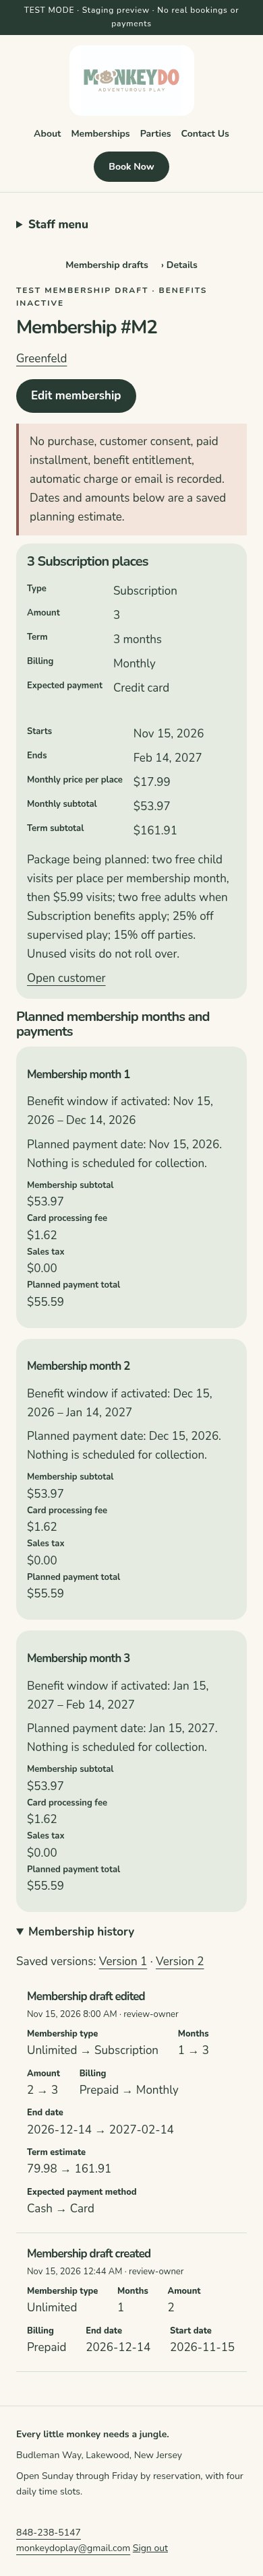 TEST MODE · Staging preview · No real bookings or
payments
MONKEYDO
ADVENTUROUS PLAY
About Memberships Parties Contact Us
Book Now
▶ Staff menu
Membership drafts › Details
TEST MEMBERSHIP DRAFT · BENEFITS
INACTIVE
Membership #M2
Greenfeld
Edit membership
No purchase, customer consent, paid
installment, benefit entitlement,
automatic charge or email is recorded.
Dates and amounts below are a saved
planning estimate.
3 Subscription places
Type Subscription
Amount 3
Term 3 months
Billing Monthly
Expected payment Credit card
Starts Nov 15, 2026
Ends Feb 14, 2027
Monthly price per place $17.99
Monthly subtotal $53.97
Term subtotal $161.91
Package being planned: two free child
visits per place per membership month,
then $5.99 visits; two free adults when
Subscription benefits apply; 25% off
supervised play; 15% off parties.
Unused visits do not roll over.
Open customer
Planned membership months and
payments
Membership month 1
Benefit window if activated: Nov 15,
2026 – Dec 14, 2026
Planned payment date: Nov 15, 2026.
Nothing is scheduled for collection.
Membership subtotal
$53.97
Card processing fee
$1.62
Sales tax
$0.00
Planned payment total
$55.59
Membership month 2
Benefit window if activated: Dec 15,
2026 – Jan 14, 2027
Planned payment date: Dec 15, 2026.
Nothing is scheduled for collection.
Membership subtotal
$53.97
Card processing fee
$1.62
Sales tax
$0.00
Planned payment total
$55.59
Membership month 3
Benefit window if activated: Jan 15,
2027 – Feb 14, 2027
Planned payment date: Jan 15, 2027.
Nothing is scheduled for collection.
Membership subtotal
$53.97
Card processing fee
$1.62
Sales tax
$0.00
Planned payment total
$55.59
▼ Membership history
Saved versions: Version 1 · Version 2
Membership draft edited
Nov 15, 2026 8:00 AM · review-owner
Membership type Months
Unlimited → Subscription 1 → 3
Amount Billing
2 → 3 Prepaid → Monthly
End date
2026-12-14 → 2027-02-14
Term estimate
79.98 → 161.91
Expected payment method
Cash → Card
Membership draft created
Nov 15, 2026 12:44 AM · review-owner
Membership type Months Amount
Unlimited 1 2
Billing End date Start date
Prepaid 2026-12-14 2026-11-15
Every little monkey needs a jungle.
Budleman Way, Lakewood, New Jersey
Open Sunday through Friday by reservation, with four
daily time slots.
848-238-5147
monkeydoplay@gmail.com Sign out